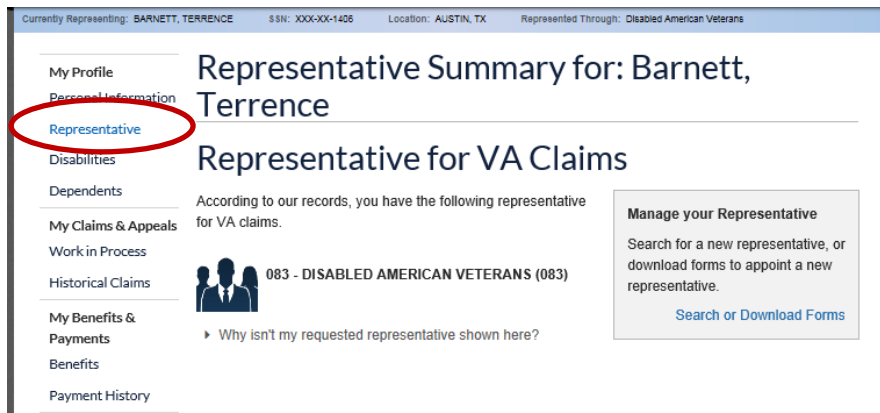 Currently Representing: BARNETT, TERRENCE SSN: XXX-XX-1406 Location: AUSTIN, TX Represented Through: Disabled American Veterans
My Profile
Personal Information
Representative
Disabilities
Dependents
My Claims & Appeals
Work in Process
Historical Claims
My Benefits &
Payments
Benefits
Payment History
Representative Summary for: Barnett,
Terrence
Representative for VA Claims
According to our records, you have the following representative
for VA claims.
083 - DISABLED AMERICAN VETERANS (083)
Why isn't my requested representative shown here?
Manage your Representative
Search for a new representative, or
download forms to appoint a new
representative.
Search or Download Forms